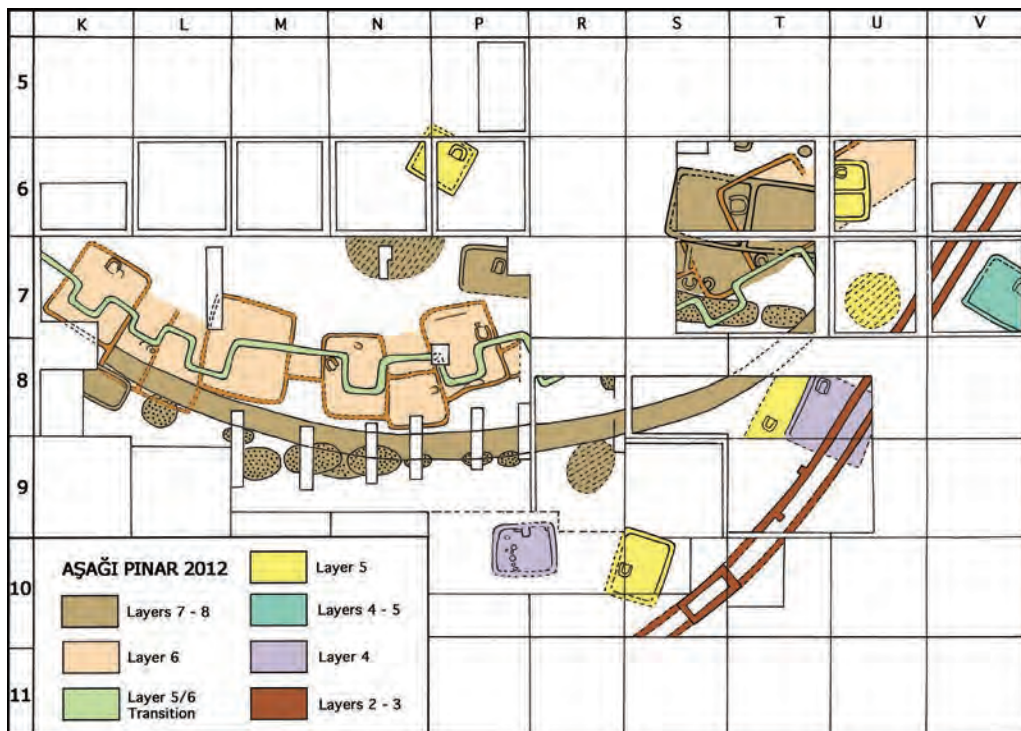 K L M N P R S T U V
5
6
7
8
9
10
11
AŞAĞI PINAR 2012
Layers 7 - 8
Layer 6
Layer 5/6
Transition
Layer 5
Layers 4 - 5
Layer 4
Layers 2 - 3